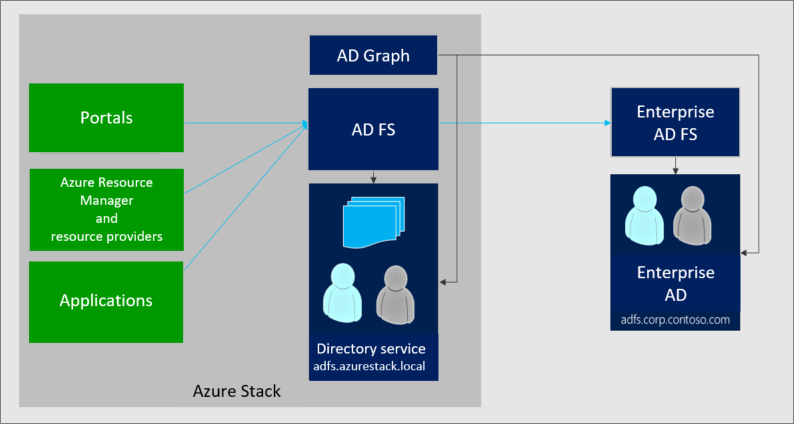 AD Graph
Portals
AD FS
Enterprise
AD FS
Azure Resource
Manager
and
resource providers
Applications
Directory service
adfs.azurestack.local
Enterprise
AD
adfs.corp.contoso.com
Azure Stack